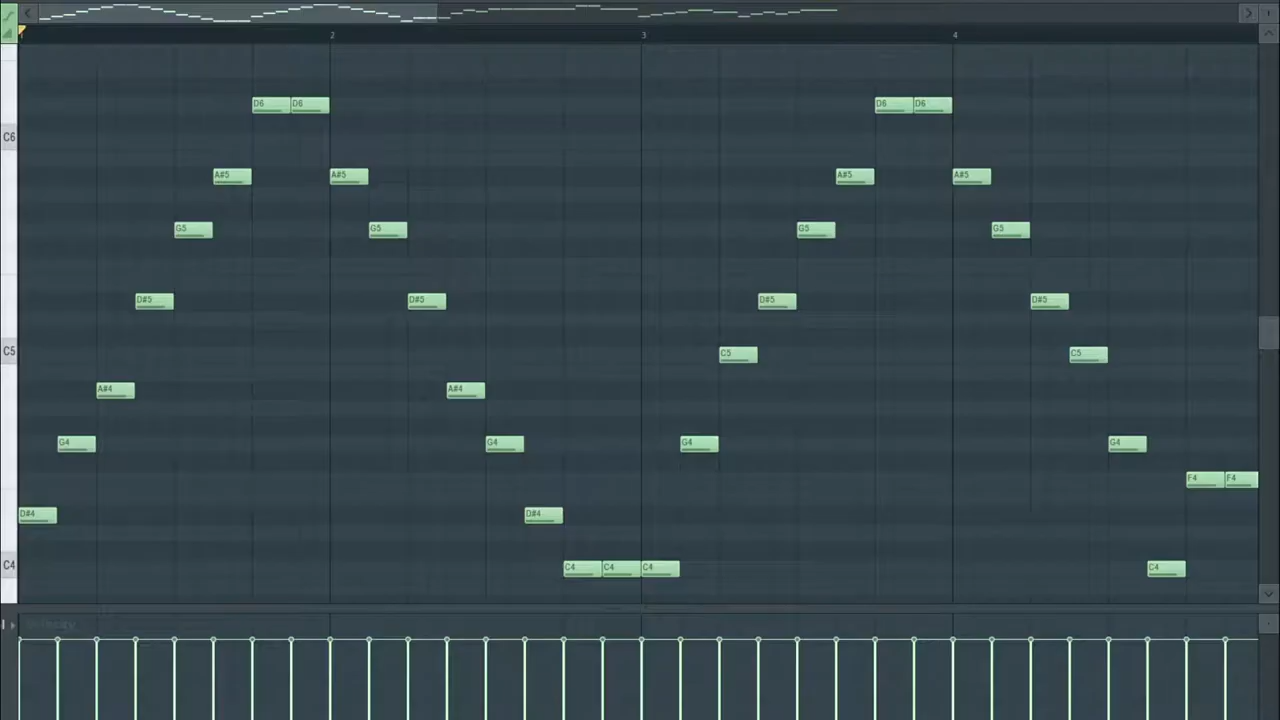 2 3 4
D6 D6 D6 D6
C6
A#5 A#5 A#5 A#5
G5 G5 G5 G5
D#5 D#5 D#5 D#5
C5 C5 C5
A#4 A#4
G4 G4 G4 G4
F4 F4
D#4 D#4
C4 C4 C4 C4 C4